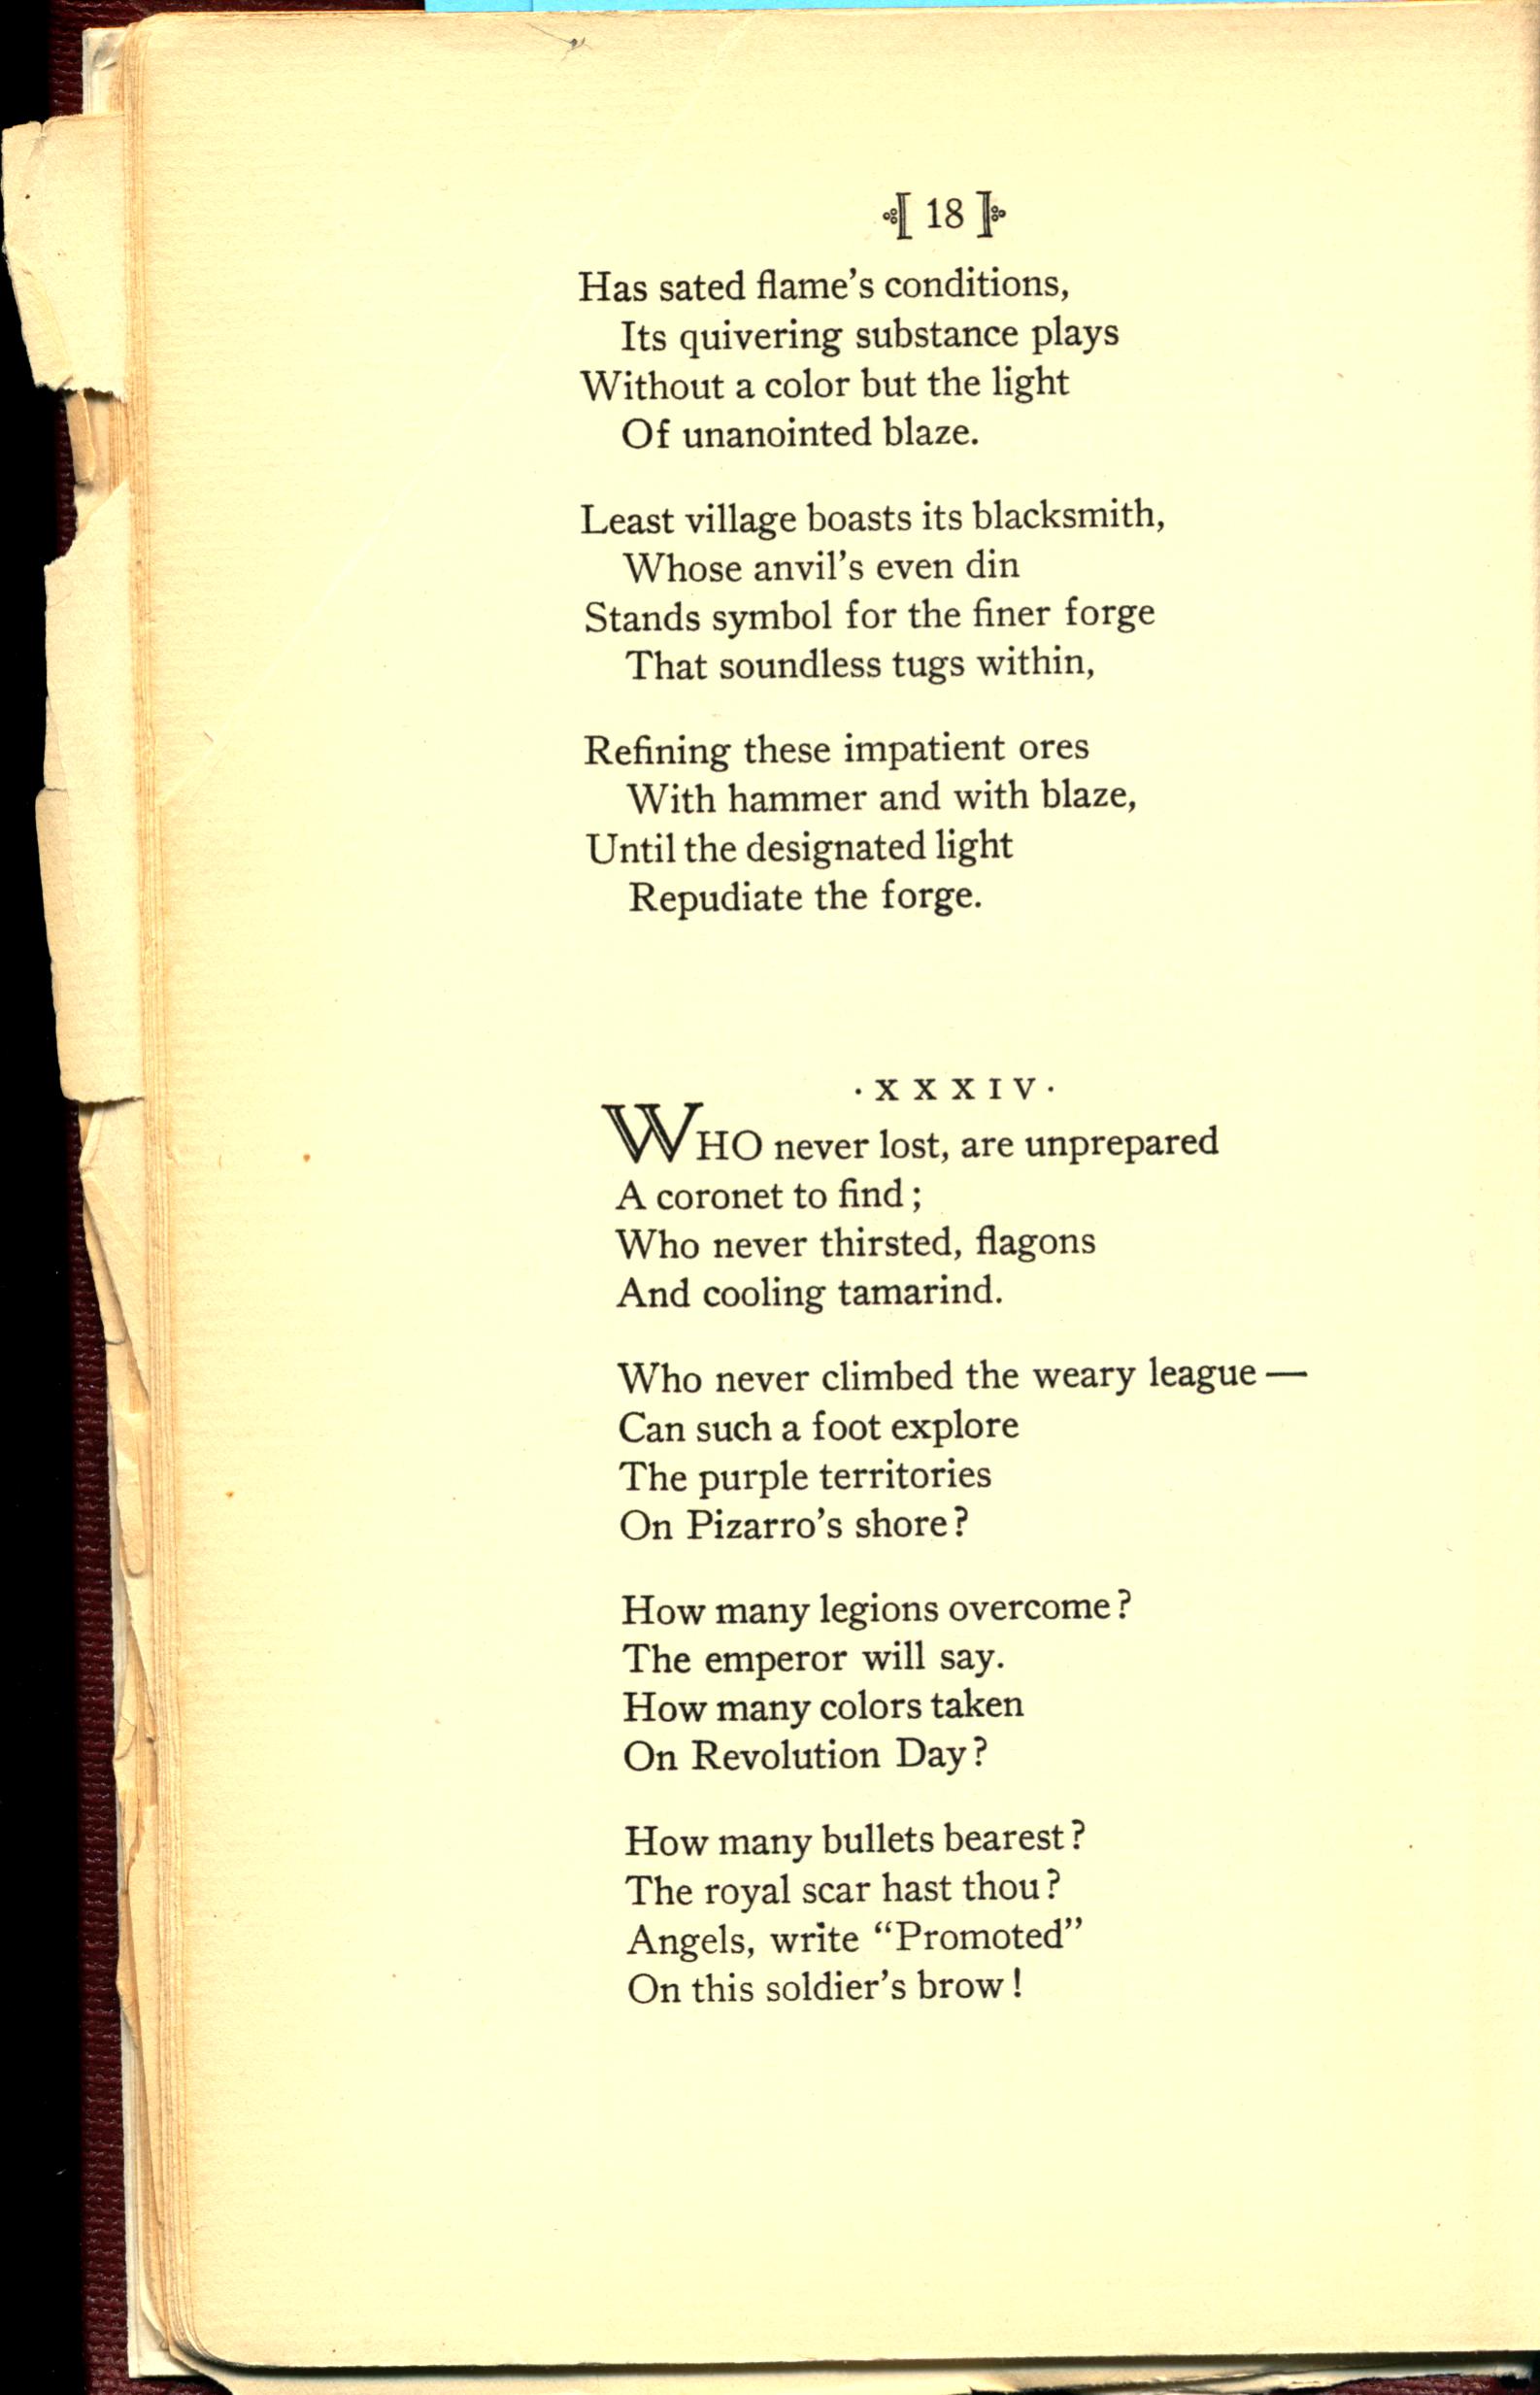 [ 18 ]
Has sated flame’s conditions,
Its quivering substance plays
Without a color but the light
Of unanointed blaze.
Least village boasts its blacksmith,
Whose anvil’s even din
Stands symbol for the finer forge
That soundless tugs within,
Refining these impatient ores
With hammer and with blaze,
Until the designated light
Repudiate the forge.
· X X X I V ·
WHO never lost, are unprepared
A coronet to find ;
Who never thirsted, flagons
And cooling tamarind.
Who never climbed the weary league —
Can such a foot explore
The purple territories
On Pizarro’s shore ?
How many legions overcome ?
The emperor will say.
How many colors taken
On Revolution Day ?
How many bullets bearest ?
The royal scar hast thou ?
Angels, write “Promoted”
On this soldier’s brow !